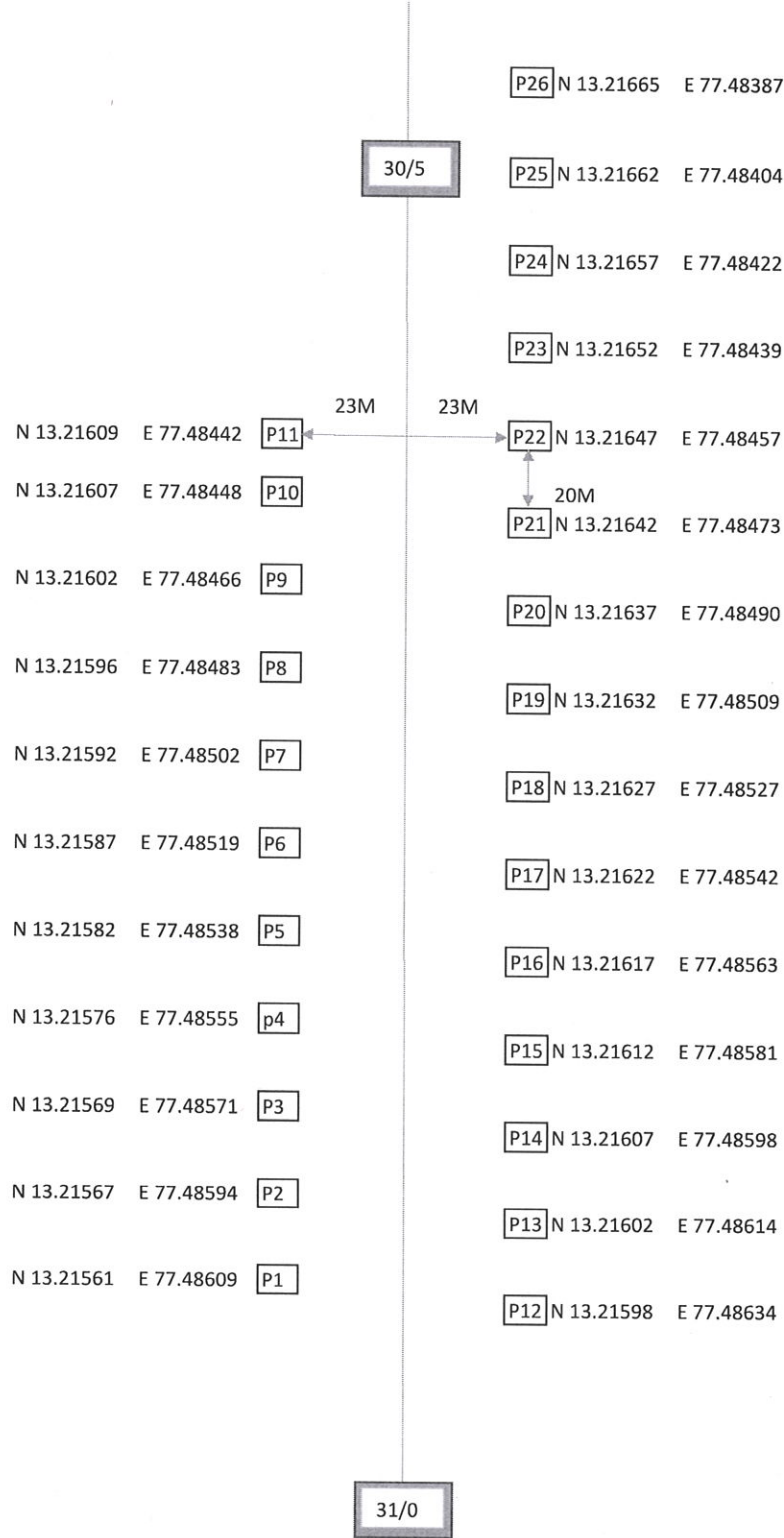 P26 N 13.21665 E 77.48387
30/5
P25 N 13.21662 E 77.48404
P24 N 13.21657 E 77.48422
P23 N 13.21652 E 77.48439
23M 23M
N 13.21609 E 77.48442 P11
P22 N 13.21647 E 77.48457
N 13.21607 E 77.48448 P10
20M
P21 N 13.21642 E 77.48473
N 13.21602 E 77.48466 P9
P20 N 13.21637 E 77.48490
N 13.21596 E 77.48483 P8
P19 N 13.21632 E 77.48509
N 13.21592 E 77.48502 P7
P18 N 13.21627 E 77.48527
N 13.21587 E 77.48519 P6
P17 N 13.21622 E 77.48542
N 13.21582 E 77.48538 P5
P16 N 13.21617 E 77.48563
N 13.21576 E 77.48555 p4
P15 N 13.21612 E 77.48581
N 13.21569 E 77.48571 P3
P14 N 13.21607 E 77.48598
N 13.21567 E 77.48594 P2
P13 N 13.21602 E 77.48614
N 13.21561 E 77.48609 P1
P12 N 13.21598 E 77.48634
31/0